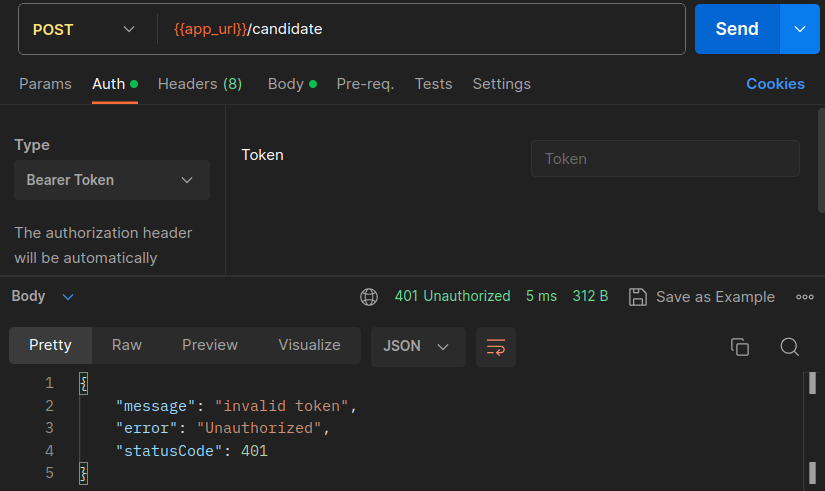 POST {{app_url}}/candidate Send
Params Auth Headers (8) Body Pre-req. Tests Settings Cookies
Type
Bearer Token
The authorization header
will be automatically
Token Token
Body 401 Unauthorized 5 ms 312 B Save as Example
Pretty Raw Preview Visualize JSON
1 {
2 "message": "invalid token",
3 "error": "Unauthorized",
4 "statusCode": 401
5 }